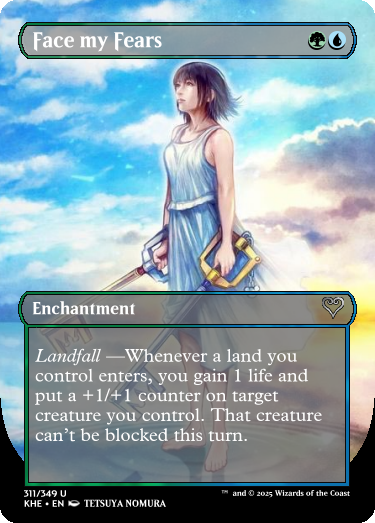 Face my Fears
Enchantment
Landfall —Whenever a land you
control enters, you gain 1 life and
put a +1/+1 counter on target
creature you control. That creature
can't be blocked this turn.
311/349 U
KHE • EN TETSUYA NOMURA
™ and © 2025 Wizards of the Coast